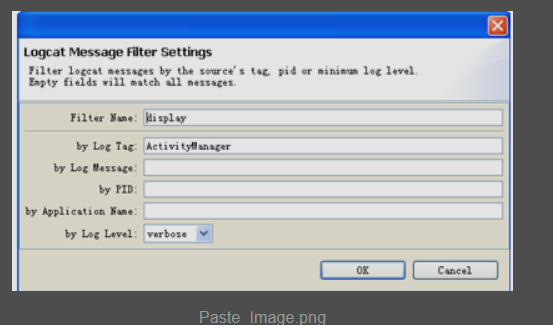 Logcat Message Filter Settings
Filter logcat messages by the source's tag, pid or minimum log level.
Empty fields will match all messages.
Filter Name: display
by Log Tag: ActivityManager
by Log Message:
by PID:
by Application Name:
by Log Level: verbose
OK Cancel
Paste_Image.png